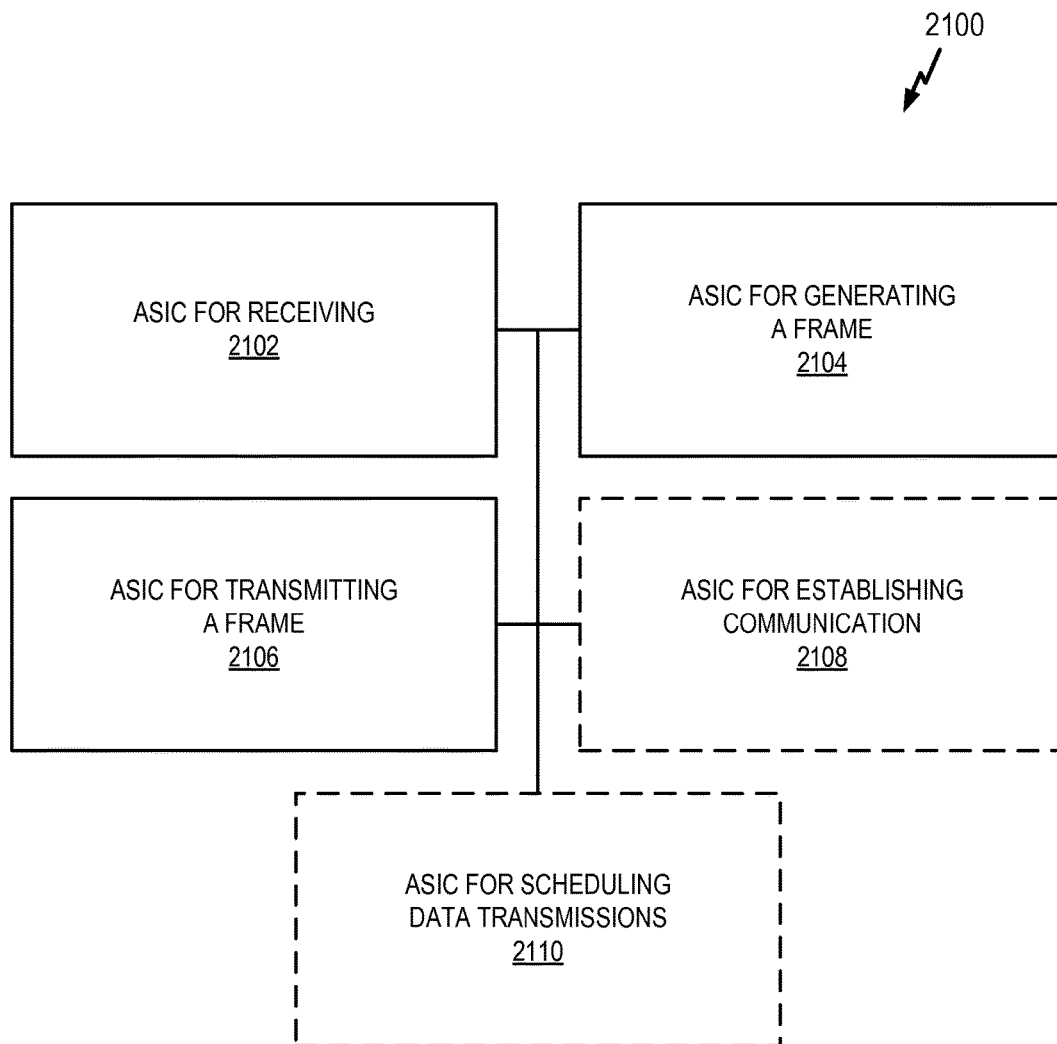 2100
ASIC FOR RECEIVING
2102
ASIC FOR GENERATING
A FRAME
2104
ASIC FOR TRANSMITTING
A FRAME
2106
ASIC FOR ESTABLISHING
COMMUNICATION
2108
ASIC FOR SCHEDULING
DATA TRANSMISSIONS
2110